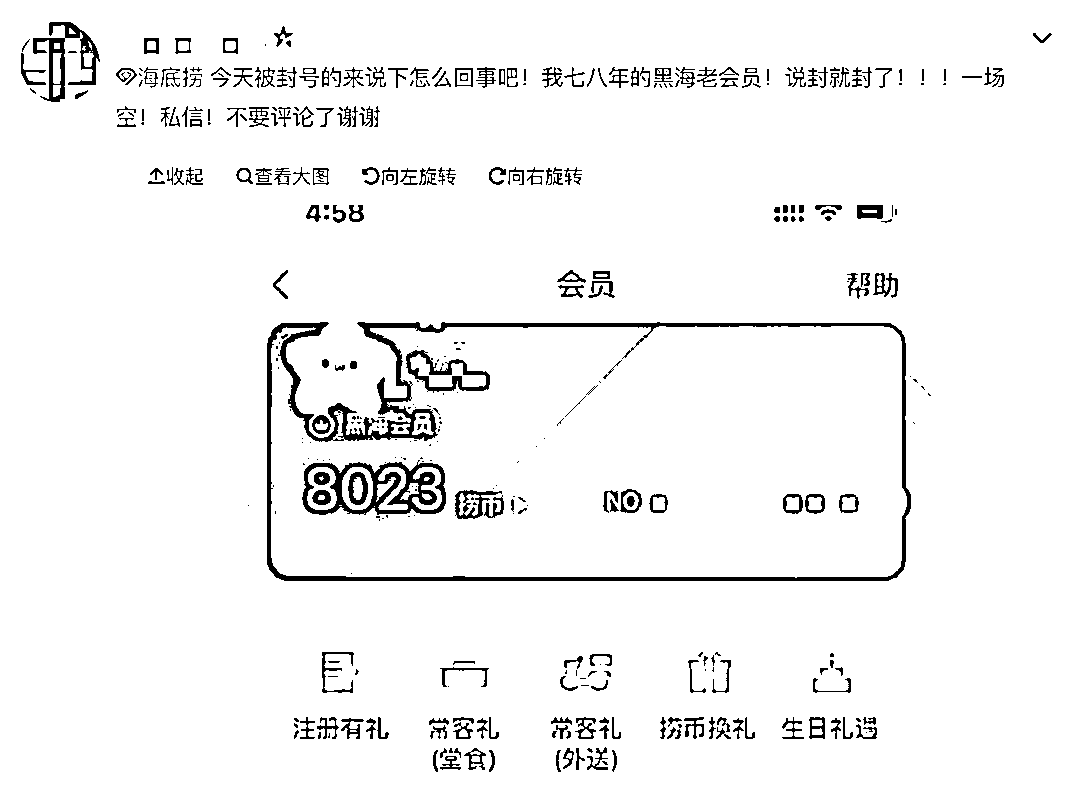 海底捞 今天被封号的来说下怎么回事吧！我七八年的黑海老会员！说封就封了！！！一场
空！私信！不要评论了谢谢
收起 查看大图 向左旋转 向右旋转
4:58
会员 帮助
黑海会员
8023 捞币 NO
注册有礼 常客礼 常客礼 捞币换礼 生日礼遇
(堂食) (外送)